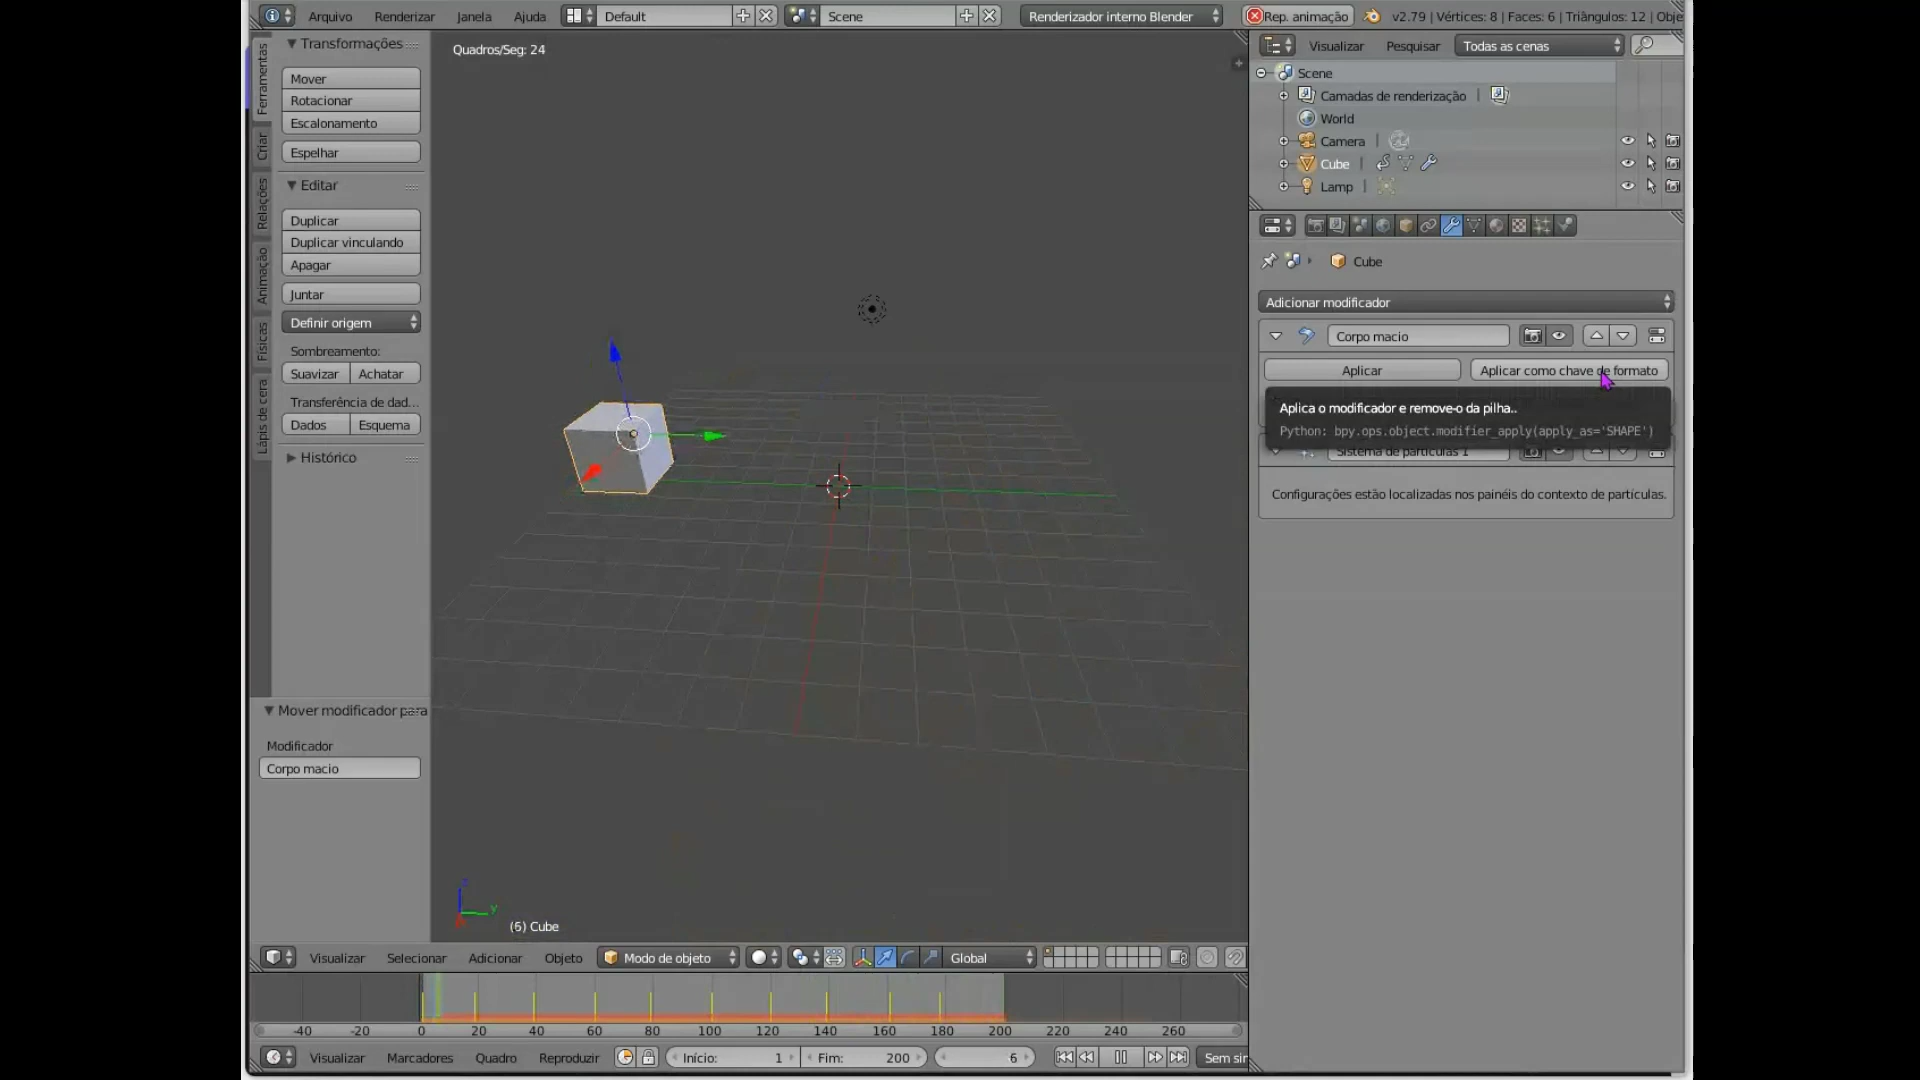 Arquivo Renderizar Janela Ajuda Default Scene Renderizador interno Blender Rep. animação v2.79 | Vértices: 8 | Faces: 6 | Triângulos: 12 | Obje
Ferramentas
Criar
Relações
Animação
Físicas
Lápis de cera
Transformações
Mover
Rotacionar
Escalonamento
Espelhar
Editar
Duplicar
Duplicar vinculando
Apagar
Juntar
Definir origem
Sombreamento:
Suavizar Achatar
Transferência de dad...
Dados Esquema
Histórico
Mover modificador para
Modificador
Corpo macio
Quadros/Seg: 24
z
y
(6) Cube
Visualizar Selecionar Adicionar Objeto Modo de objeto Global
-40 -20 0 20 40 60 80 100 120 140 160 180 200 220 240 260
Visualizar Marcadores Quadro Reproduzir Início: 1 Fim: 200 6 Sem sin
Visualizar Pesquisar Todas as cenas
Scene
Camadas de renderização |
World
Camera |
Cube |
Lamp |
Cube
Adicionar modificador
Corpo macio
Aplicar Aplicar como chave de formato
Aplica o modificador e remove-o da pilha..
Python: bpy.ops.object.modifier_apply(apply_as='SHAPE')
Sistema de partículas 1
Configurações estão localizadas nos painéis do contexto de partículas.